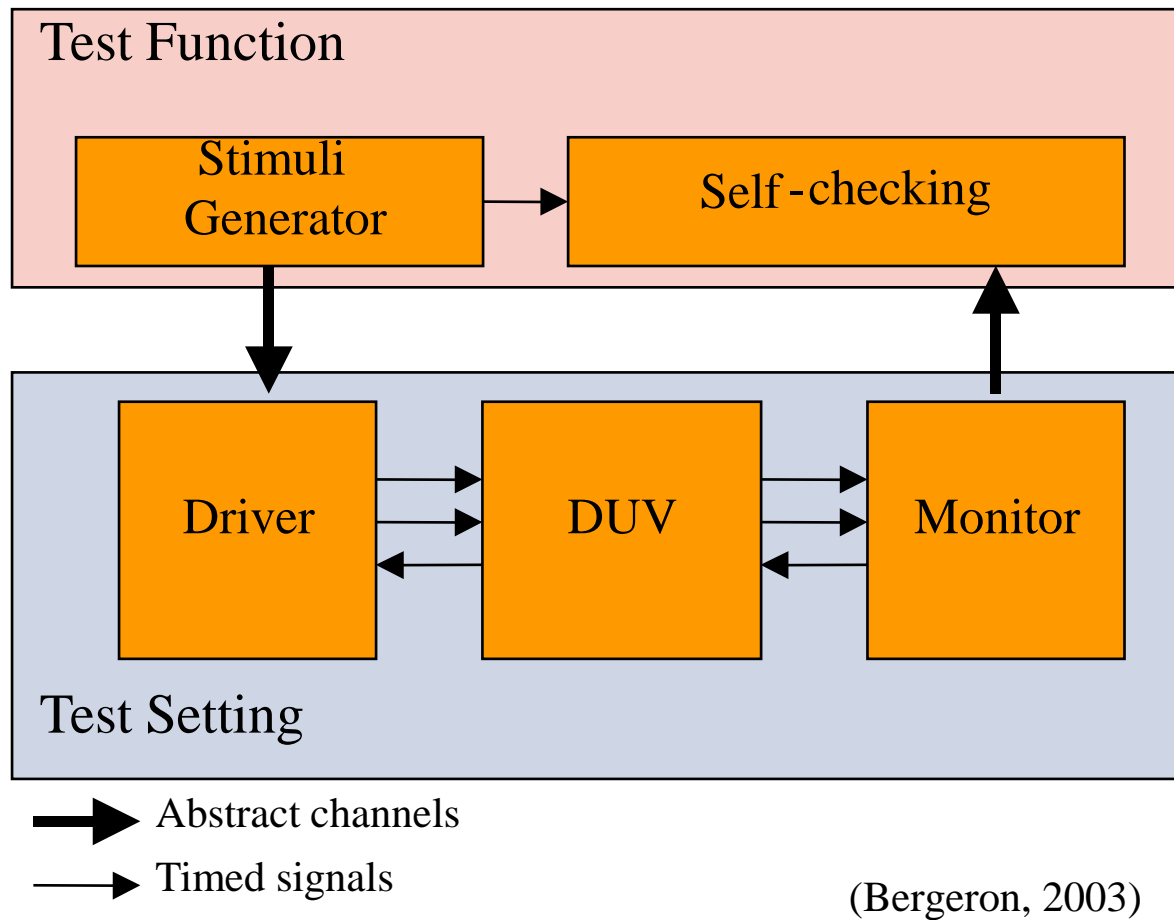 Test Function
Stimuli
Generator
Self-checking
Driver
DUV
Monitor
Test Setting
Abstract channels
Timed signals
(Bergeron, 2003)